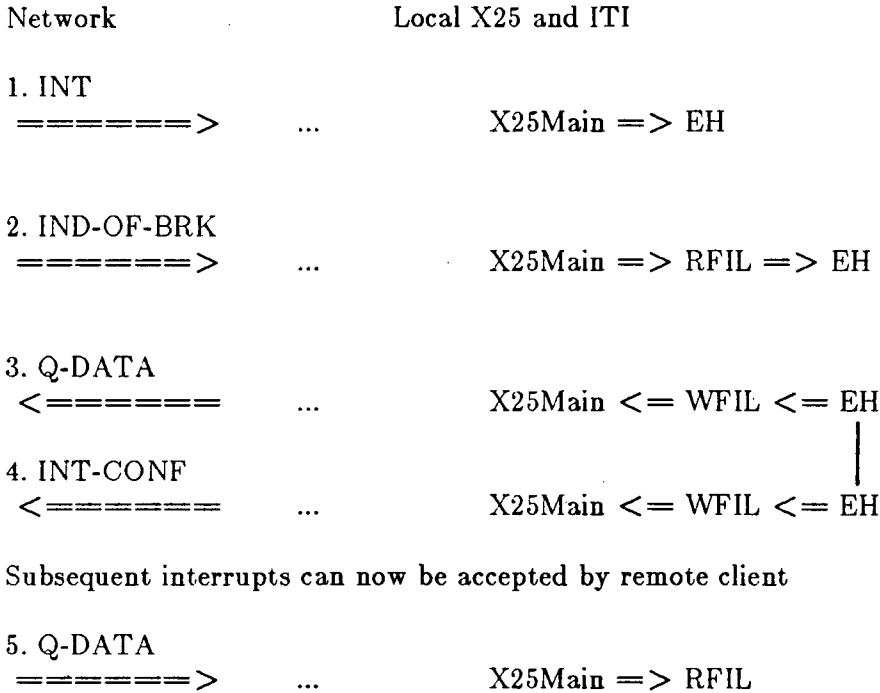 Network Local X25 and ITI
1. INT
======> ... X25Main => EH
2. IND-OF-BRK
======> ... X25Main => RFIL => EH
3. Q-DATA
<====== ... X25Main <= WFIL <= EH
4. INT-CONF
<====== ... X25Main <= WFIL <= EH
Subsequent interrupts can now be accepted by remote client
5. Q-DATA
======> ... X25Main => RFIL